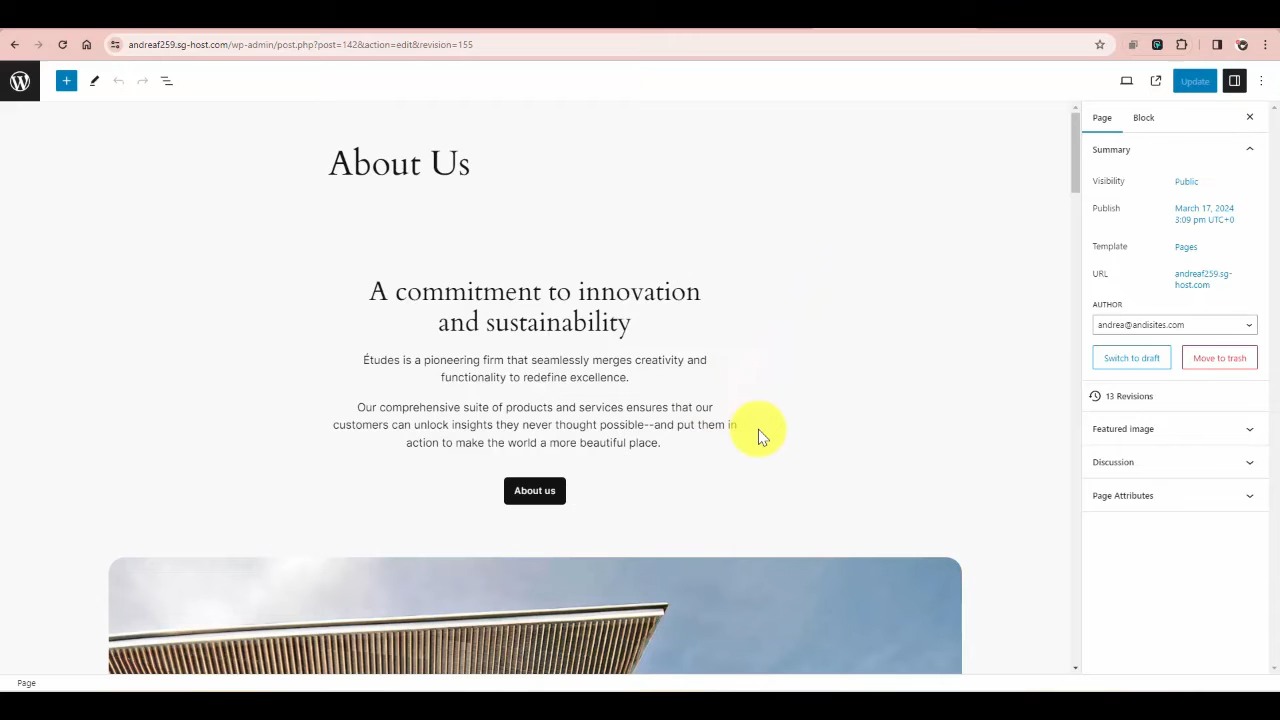 andreaf259.sg-host.com/wp-admin/post.php?post=142&action=edit&revision=155
Update
Page
Block
Summary
Visibility
Public
Publish
March 17, 2024
3:09 pm UTC+0
Template
Pages
URL
andreaf259.sg-
host.com
AUTHOR
andrea@andisites.com
Switch to draft
Move to trash
13 Revisions
Featured image
Discussion
Page Attributes
About Us
A commitment to innovation
and sustainability
Études is a pioneering firm that seamlessly merges creativity and
functionality to redefine excellence.
Our comprehensive suite of products and services ensures that our
customers can unlock insights they never thought possible--and put them in
action to make the world a more beautiful place.
About us
Page